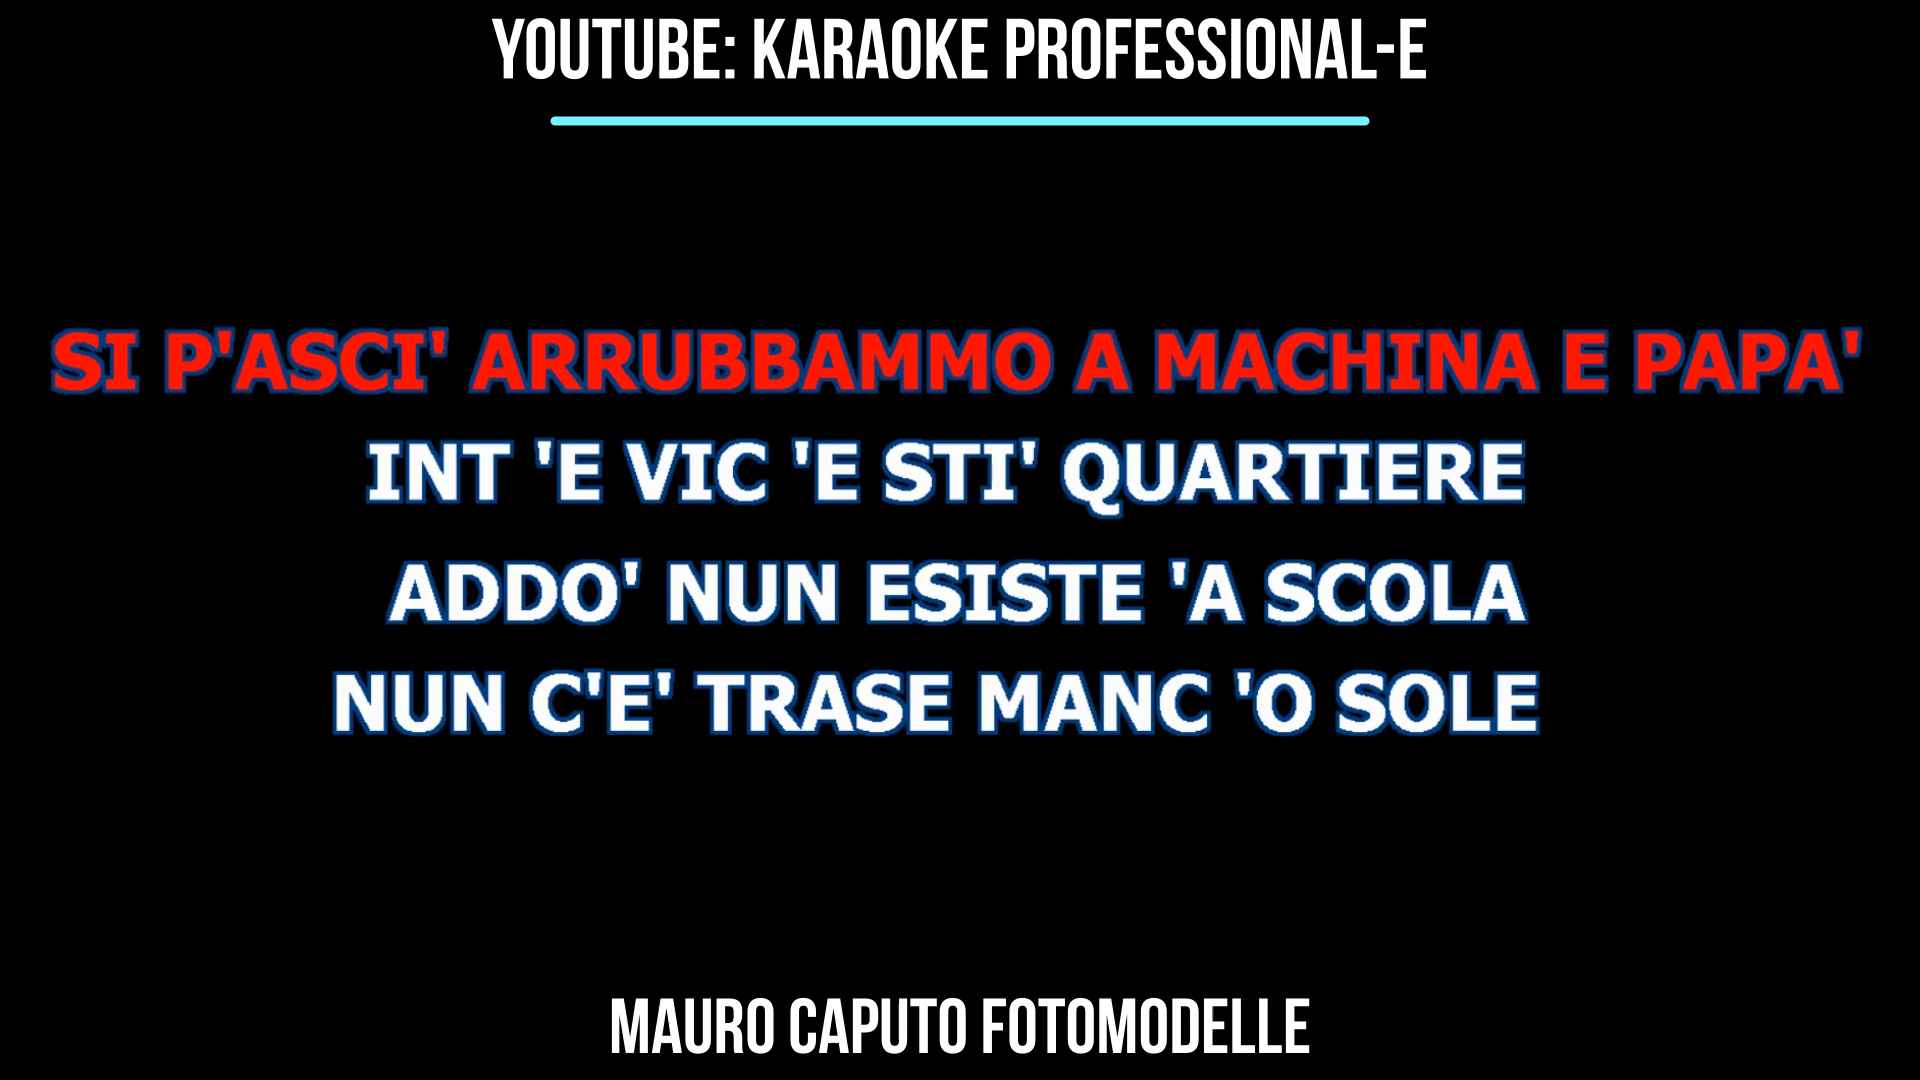 YOUTUBE: KARAOKE PROFESSIONAL-E
SI P'ASCI' ARRUBBAMMO A MACHINA E PAPA'
INT 'E VIC 'E STI' QUARTIERE
ADDO' NUN ESISTE 'A SCOLA
NUN C'E' TRASE MANC 'O SOLE
MAURO CAPUTO FOTOMODELLE